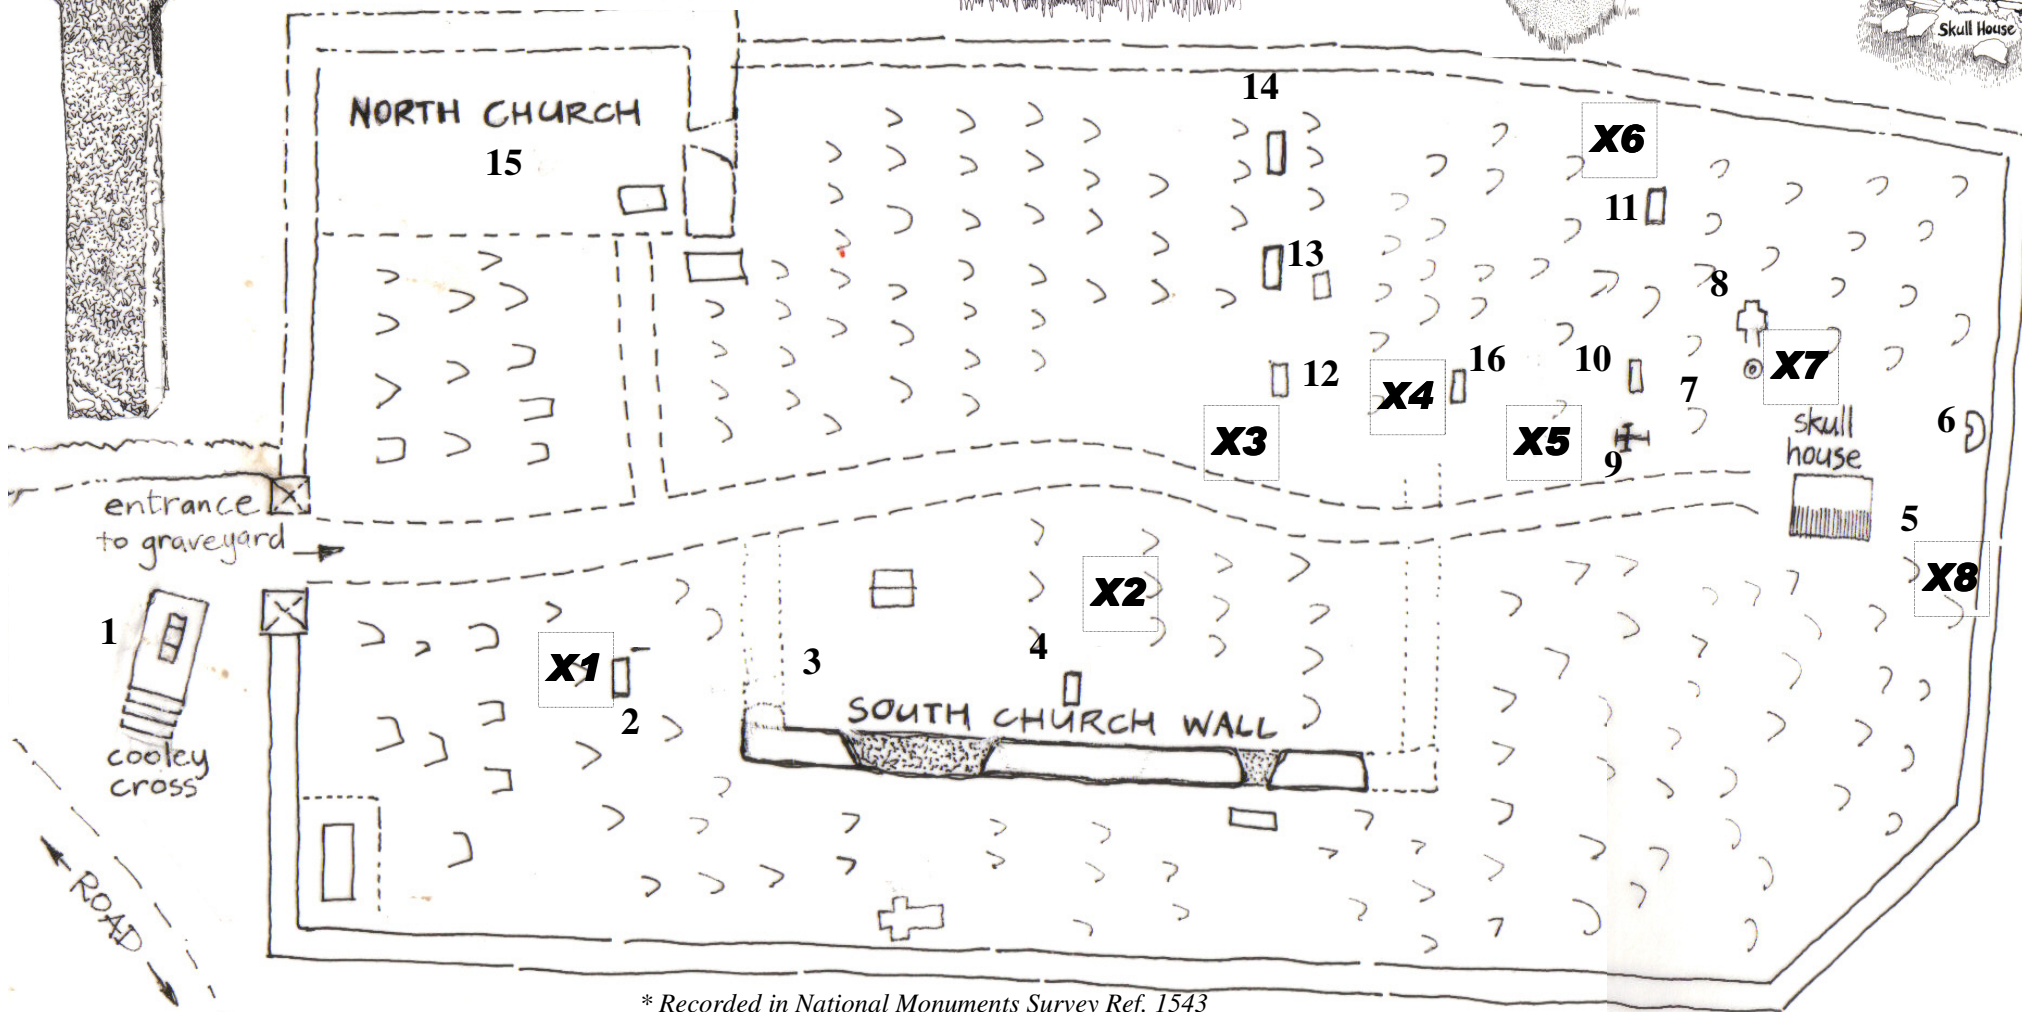 Skull House
14
NORTH CHURCH
X6
15
11
13
8
12
X4
16
10
7
X7
X3
X5
9
skull
house
6
entrance
to graveyard
5
1
X1
2
3
4
X2
X8
SOUTH CHURCH WALL
cooley
cross
ROAD
* Recorded in National Monuments Survey Ref. 1543